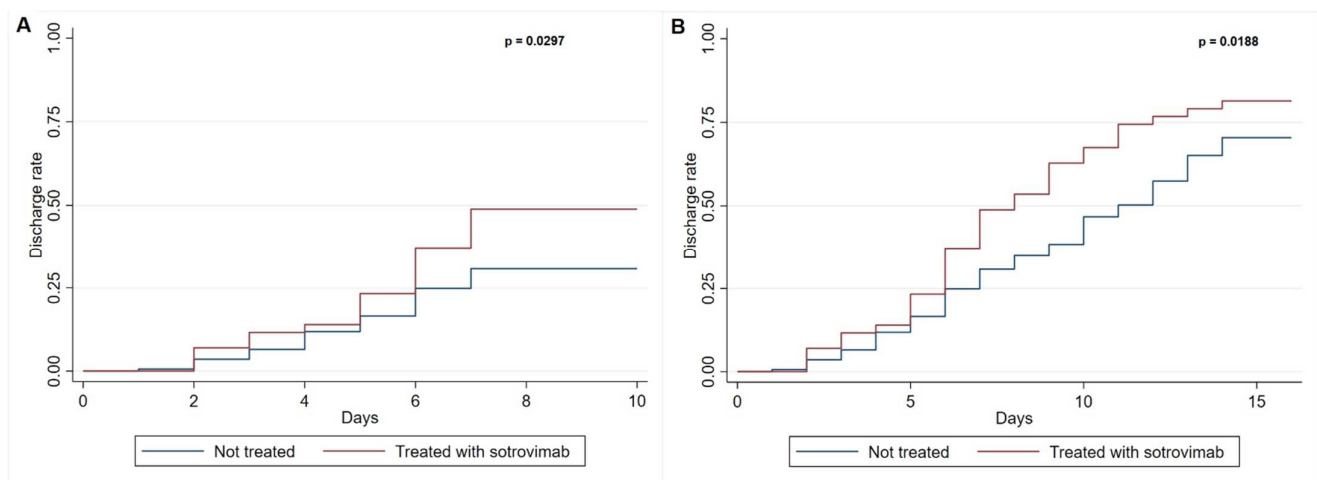 A
p = 0.0297
1.00
0.75
0.50
0.25
0.00
Discharge rate
0 2 4 6 8 10
Days
Not treated Treated with sotrovimab
B
p = 0.0188
1.00
0.75
0.50
0.25
0.00
Discharge rate
0 5 10 15
Days
Not treated Treated with sotrovimab